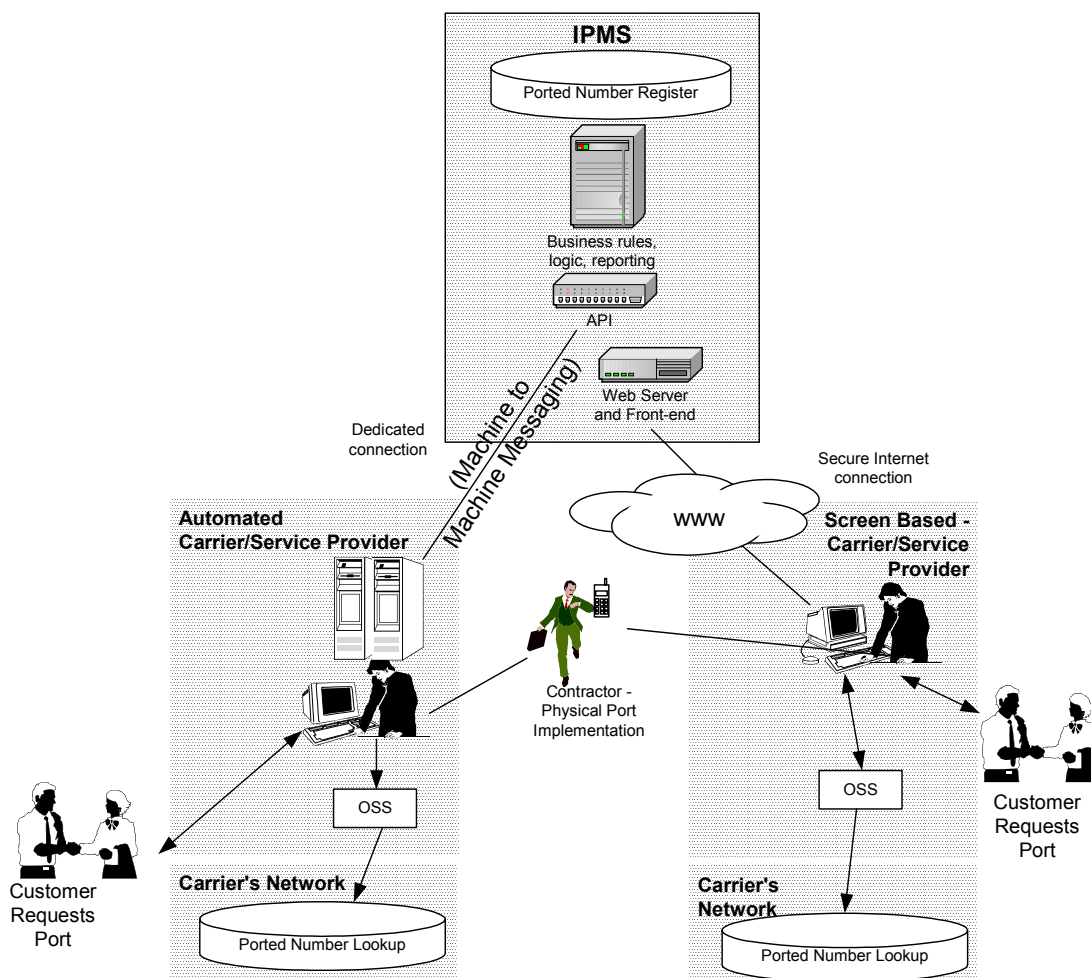 IPMS
Ported Number Register
Business rules,
logic, reporting
API
Web Server
and Front-end
Dedicated
connection
(Machine to
Machine Messaging)
Secure Internet
connection
www
Automated
Carrier/Service Provider
Screen Based -
Carrier/Service
Provider
Contractor -
Physical Port
Implementation
OSS
OSS
Customer
Requests
Port
Customer
Requests
Port
Carrier's Network
Ported Number Lookup
Carrier's
Network
Ported Number Lookup